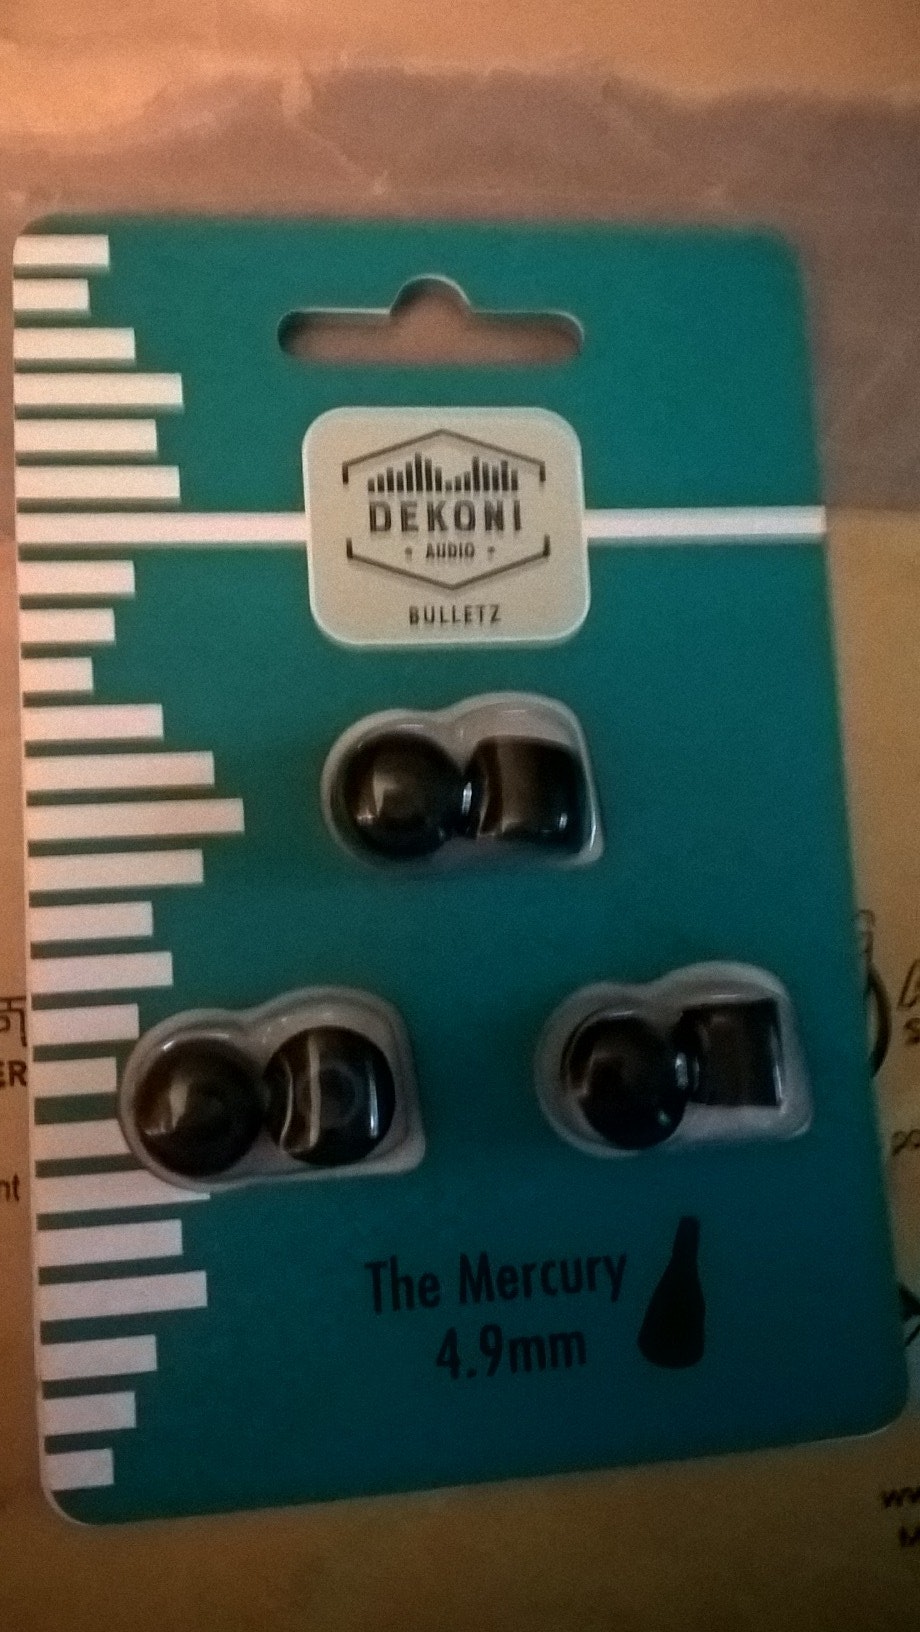 DEKONI
AUDIO
BULLETZ
The Mercury
4.9mm